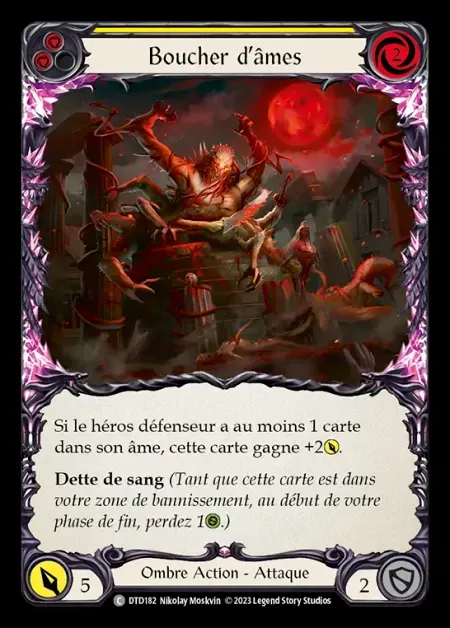 Boucher d'âmes
2
Si le héros défenseur a au moins 1 carte
dans son âme, cette carte gagne +2.
Dette de sang (Tant que cette carte est dans
votre zone de bannissement, au début de votre
phase de fin, perdez 1.)
5
Ombre Action - Attaque
2
C DTD182 Nikolay Moskvin ©2023 Legend Story Studios